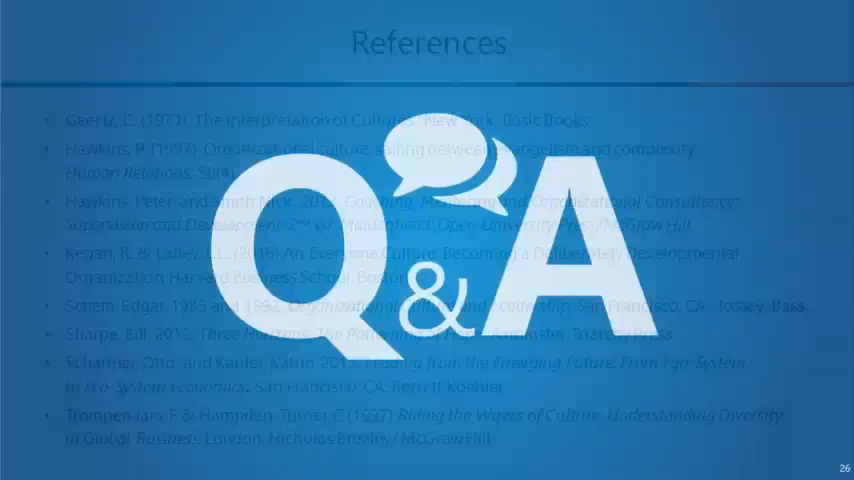 References
• Geertz, C. (1973). The Interpretation of Cultures. New York: Basic Books.
• Hawkins, P. (1997). Organizational culture: sailing between evangelism and complexity.
Human Relations, 50(4).
• Hawkins, Peter, and Smith Nick. Coaching, Mentoring and Organizational Consultancy:
Supervision and Development. 2nd ed. Maidenhead: Open University Press/McGraw Hill.
• Kegan, R. & Lahey, L.L. (2016) An Everyone Culture: Becoming a Deliberately Developmental
Organization, Harvard Business School, Boston
• Schein, Edgar. 1985 and 1992. Organizational Culture and Leadership. San Francisco, CA.: Jossey-Bass
• Sharpe, Bill. 2013. Three Horizons: The Patterning of Hope. Axminster: Triarchy Press
• Scharmer, Otto, and Kaufer, Katrin. 2013. Leading from the Emerging Future: From Ego-System
to Eco-System Economics. San Francisco, CA: Berrett-Koehler.
• Trompenaars, F. & Hampden-Turner, C (1997) Riding the Waves of Culture: Understanding Diversity
in Global Business. London: Nicholas Brealey/ McGraw Hill
Q&A
26